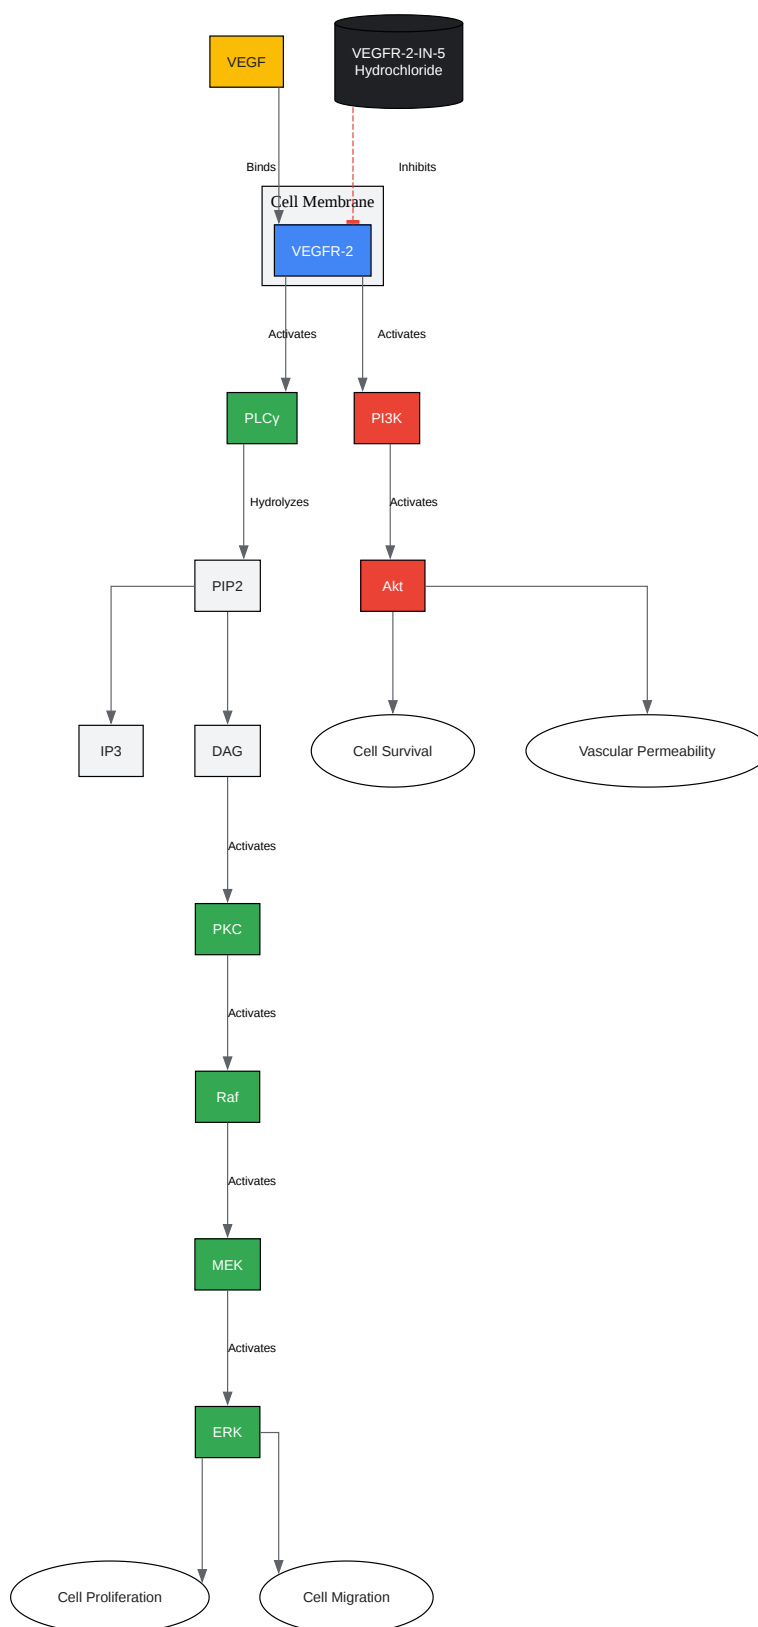 VEGF
VEGFR-2-IN-5
Hydrochloride
Binds
Inhibits
Cell Membrane
VEGFR-2
Activates
Activates
PLCγ
PI3K
Hydrolyzes
Activates
PIP2
Akt
IP3
DAG
Cell Survival
Vascular Permeability
Activates
PKC
Activates
Raf
Activates
MEK
Activates
ERK
Cell Proliferation
Cell Migration